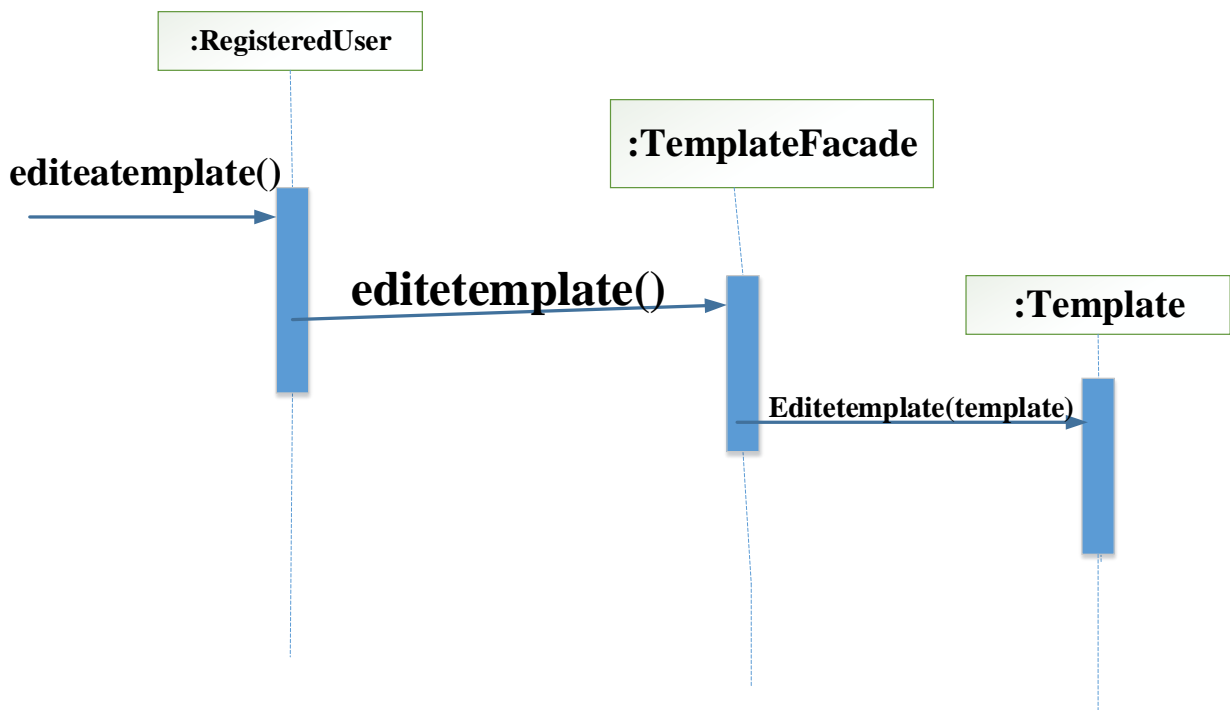 :RegisteredUser
:TemplateFacade
editeatemplate()
editetemplate()
:Template
Editetemplate(template)